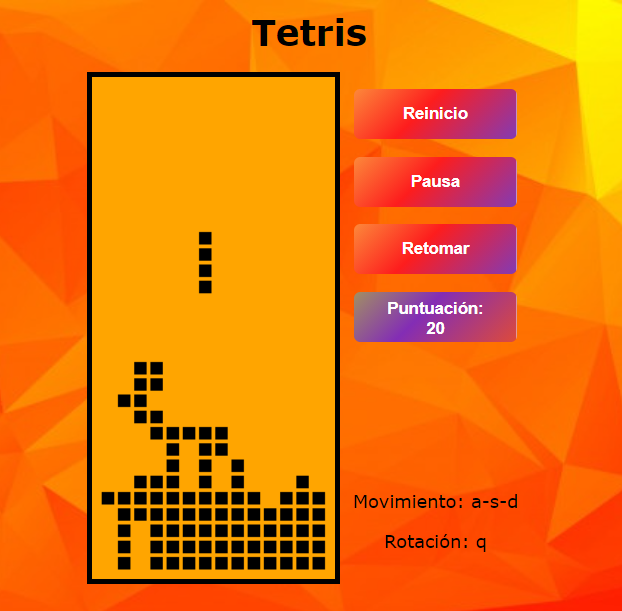 Tetris
Reinicio
Pausa
Retomar
Puntuación:
20
Movimiento: a-s-d
Rotación: q